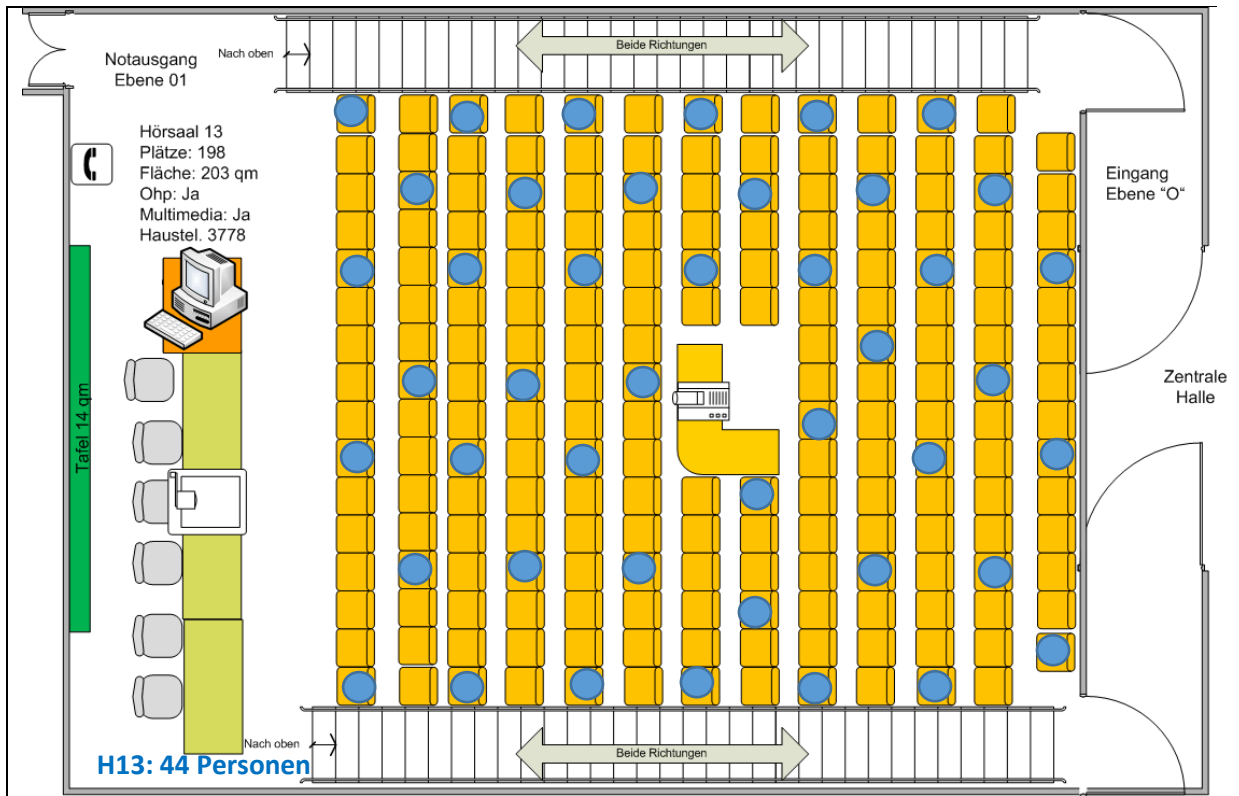 Notausgang
Ebene 01
Nach oben
Beide Richtungen
Hörsaal 13
Plätze: 198
Fläche: 203 qm
Ohp: Ja
Multimedia: Ja
Haustel. 3778
Eingang
Ebene "O"
Zentrale
Halle
Tafel 14 qm
Nach oben
Beide Richtungen
H13: 44 Personen